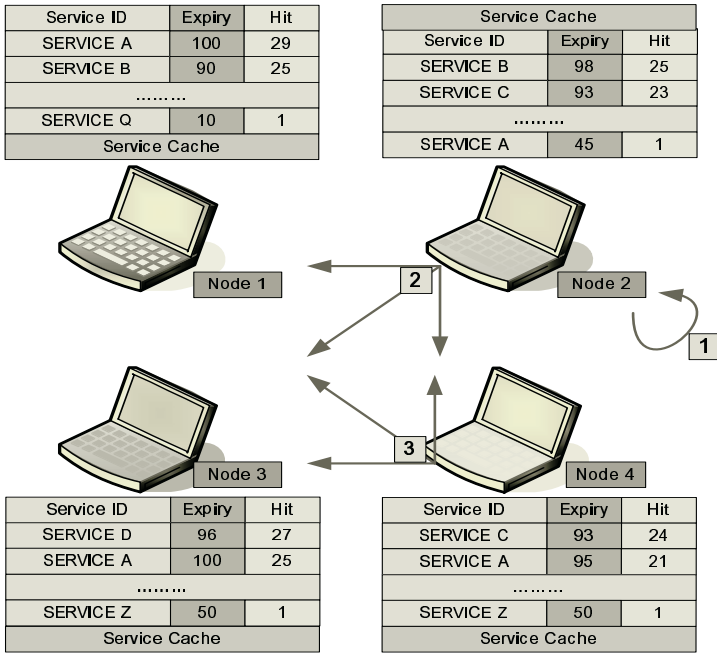 Service ID Expiry Hit
SERVICE A 100 29
SERVICE B 90 25
.........
SERVICE Q 10 1
Service Cache
Service Cache
Service ID Expiry Hit
SERVICE B 98 25
SERVICE C 93 23
.........
SERVICE A 45 1
Node 1
2
Node 2
1
Node 3
3
Node 4
Service ID Expiry Hit
SERVICE D 96 27
SERVICE A 100 25
.........
SERVICE Z 50 1
Service Cache
Service ID Expiry Hit
SERVICE C 93 24
SERVICE A 95 21
.........
SERVICE Z 50 1
Service Cache